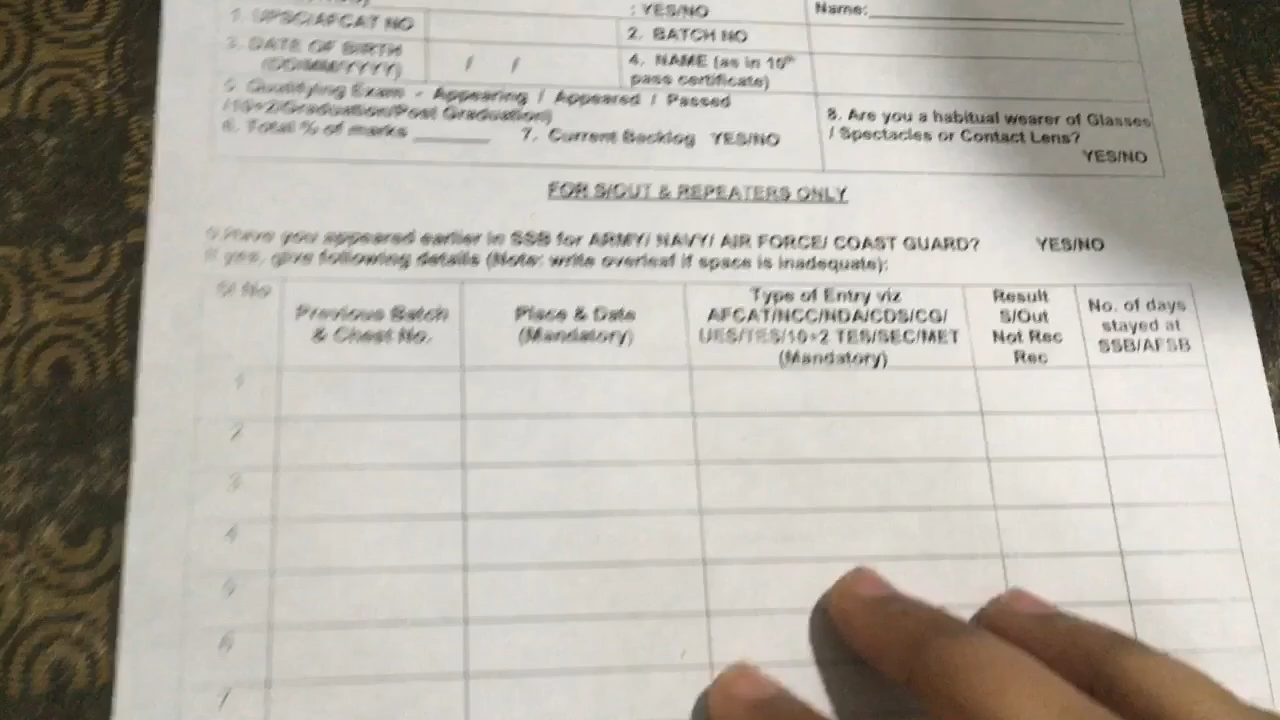 : YES/NO
Name:
1. UPSC/AFCAT NO
2. BATCH NO
3. DATE OF BIRTH
(DD/MM/YYYY)
/ /
4. NAME (as in 10th
pass certificate)
5. Qualifying Exam - Appearing / Appeared / Passed
(10+2/Graduation/Post Graduation)
6. Total % of marks
7. Current Backlog YES/NO
8. Are you a habitual wearer of Glasses
/ Spectacles or Contact Lens?
YES/NO
FOR S/OUT & REPEATERS ONLY
9. Have you appeared earlier in SSB for ARMY/ NAVY/ AIR FORCE/ COAST GUARD? YES/NO
If yes, give following details (Note: write overleaf if space is inadequate):
Sl No
Previous Batch
& Chest No.
Place & Date
(Mandatory)
Type of Entry viz
AFCAT/NCC/NDA/CDS/CG/
UES/TES/10+2 TES/SEC/MET
(Mandatory)
Result
S/Out
Not Rec
Rec
No. of days
stayed at
SSB/AFSB
1
2
3
4
5
6
7